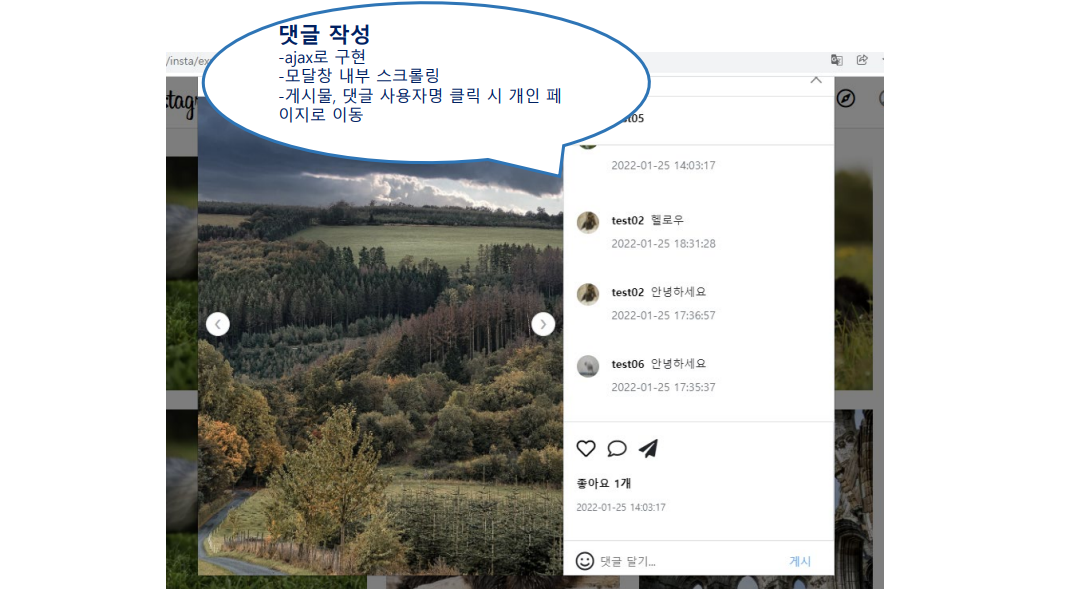 댓글 작성
-ajax로 구현
-모달창 내부 스크롤링
-게시물, 댓글 사용자명 클릭 시 개인 페
이지로 이동
/insta/ex
stag
st05
2022-01-25 14:03:17
test02 헬로우
2022-01-25 18:31:28
test02 안녕하세요
2022-01-25 17:36:57
test06 안녕하세요
2022-01-25 17:35:37
좋아요 1개
2022-01-25 14:03:17
댓글 달기...
게시